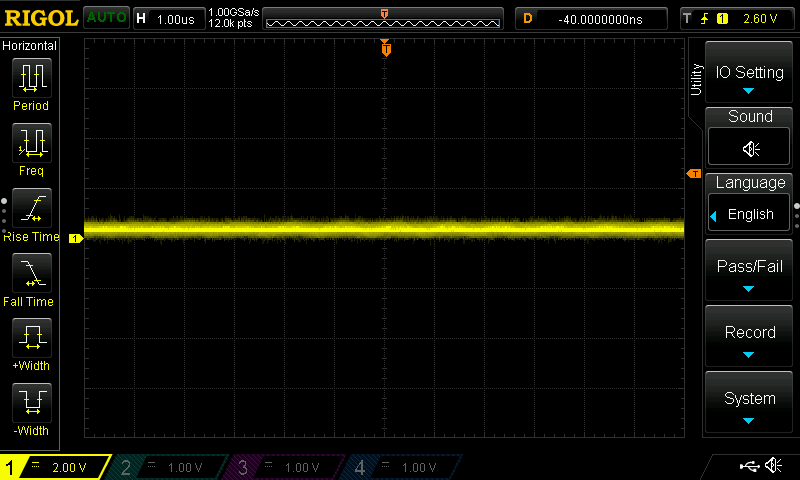 RIGOL AUTO H 1.00us 1.00GSa/s 12.0k pts T D -40.0000000ns T 1 2.60 V
Horizontal
Period
Freq
Rise Time
Fall Time
+Width
-Width
T
T
1
Utility
IO Setting
Sound
Language
English
Pass/Fail
Record
System
1 = 2.00 V 2 = 1.00 V 3 = 1.00 V 4 = 1.00 V